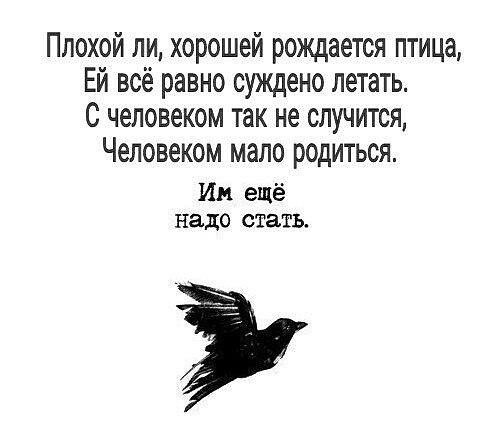 Плохой ли, хорошей рождается птица,
Ей всё равно суждено летать.
С человеком так не случится,
Человеком мало родиться.
Им ещё
надо стать.